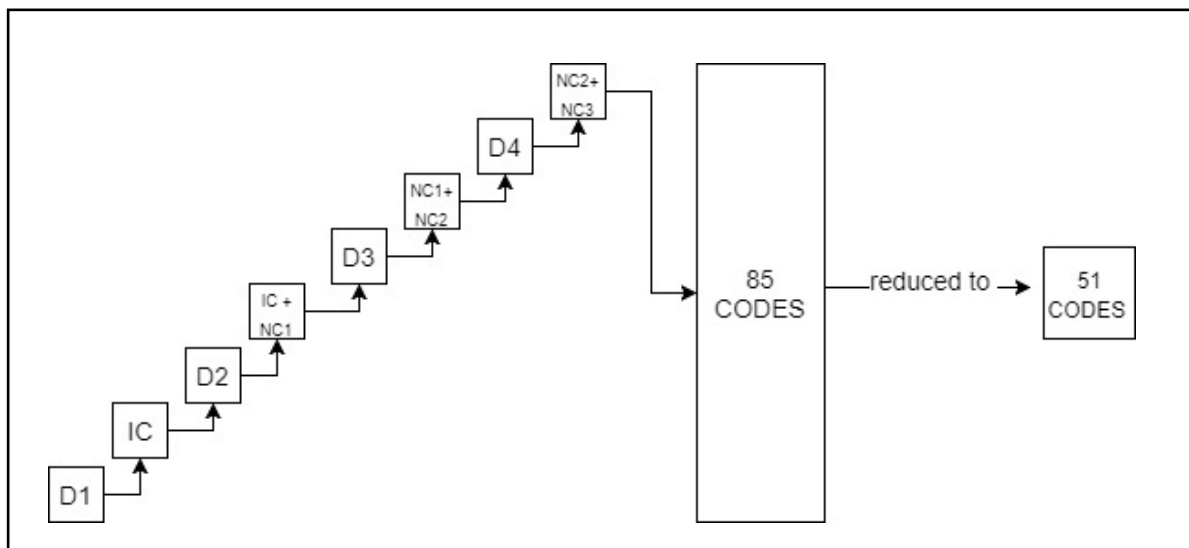 D1
IC
D2
IC +
NC1
D3
NC1+
NC2
D4
NC2+
NC3
85
CODES
reduced to
51
CODES